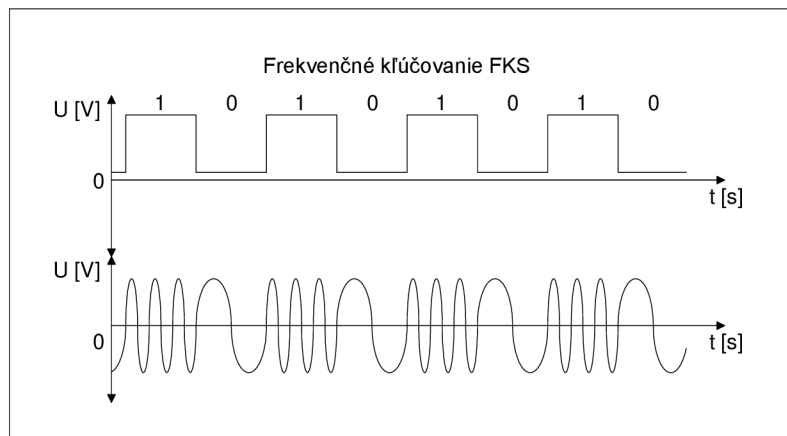 Frekvenčné kľúčovanie FKS
1 0 1 0 1 0 1 0
U [V]
0
t [s]
U [V]
0
t [s]